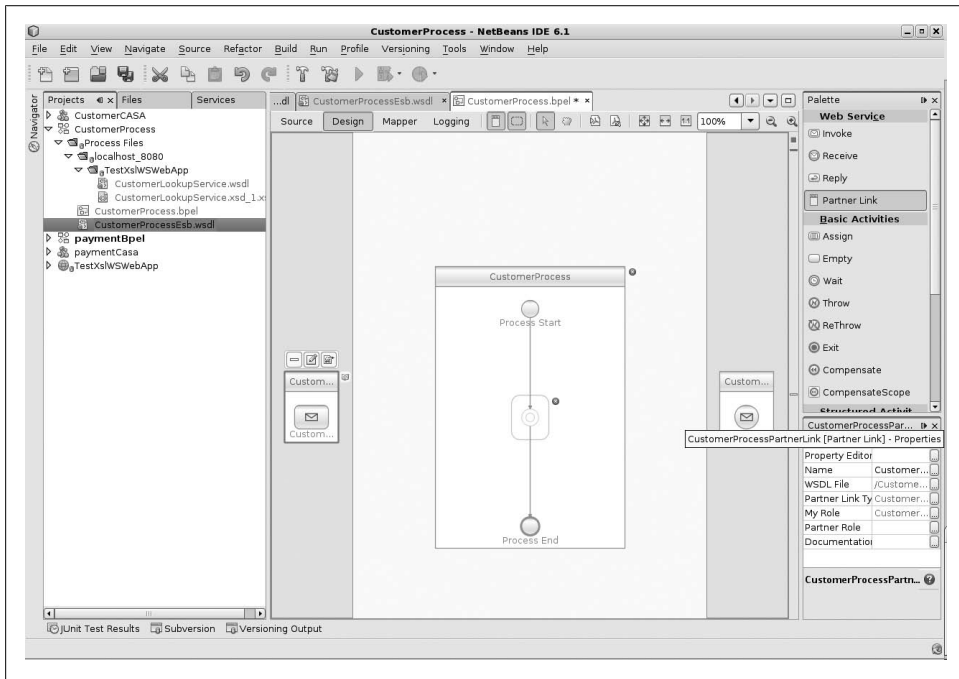 CustomerProcess - NetBeans IDE 6.1
File Edit View Navigate Source Refactor Build Run Profile Versioning Tools Window Help
Navigator
Projects Files Services
CustomerCASA
CustomerProcess
Process Files
localhost_8080
TestXslWSWebApp
CustomerLookupService.wsdl
CustomerLookupService.xsd_1.x
CustomerProcess.bpel
CustomerProcessEsb.wsdl
paymentBpel
paymentCasa
TestXslWSWebApp
...dl CustomerProcessEsb.wsdl CustomerProcess.bpel *
Source Design Mapper Logging 100%
CustomerProcess
Process Start
Process End
Custom...
Custom...
Custom...
Palette
Web Service
Invoke
Receive
Reply
Partner Link
Basic Activities
Assign
Empty
Wait
Throw
ReThrow
Exit
Compensate
CompensateScope
Structured Activit
CustomerProcessPar...
CustomerProcessPartnerLink [Partner Link] - Properties
Property Editor
Name Customer...
WSDL File /Custome...
Partner Link Ty Customer...
My Role Customer...
Partner Role
Documentation
CustomerProcessPartn...
JUnit Test Results Subversion Versioning Output